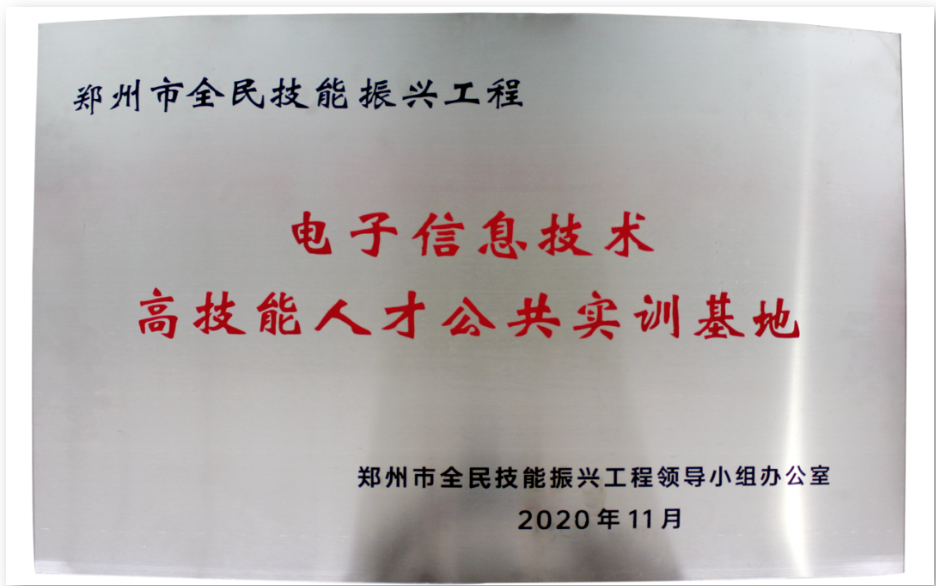 郑州市全民技能振兴工程
电子信息技术
高技能人才公共实训基地
郑州市全民技能振兴工程领导小组办公室
2020年11月